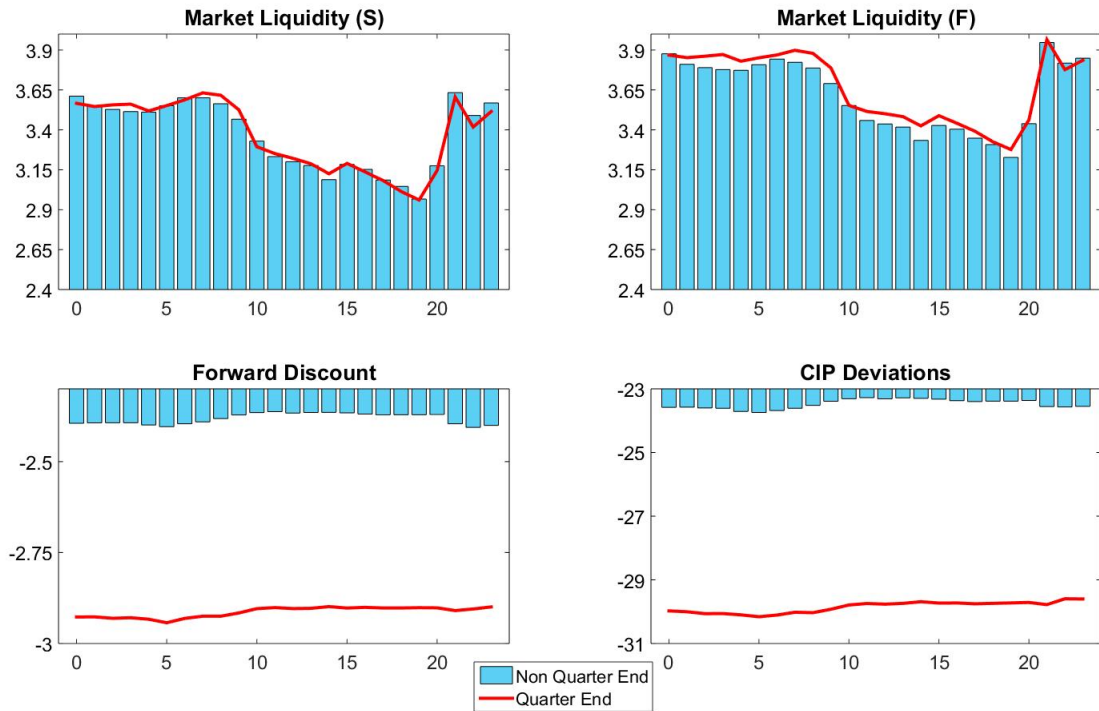 Market Liquidity (S)
3.9
3.65
3.4
3.15
2.9
2.65
2.4
0 5 10 15 20
Market Liquidity (F)
3.9
3.65
3.4
3.15
2.9
2.65
2.4
0 5 10 15 20
Forward Discount
-2.5
-2.75
-3
0 5 10 15 20
CIP Deviations
-23
-25
-27
-29
-31
0 5 10 15 20
Non Quarter End
Quarter End